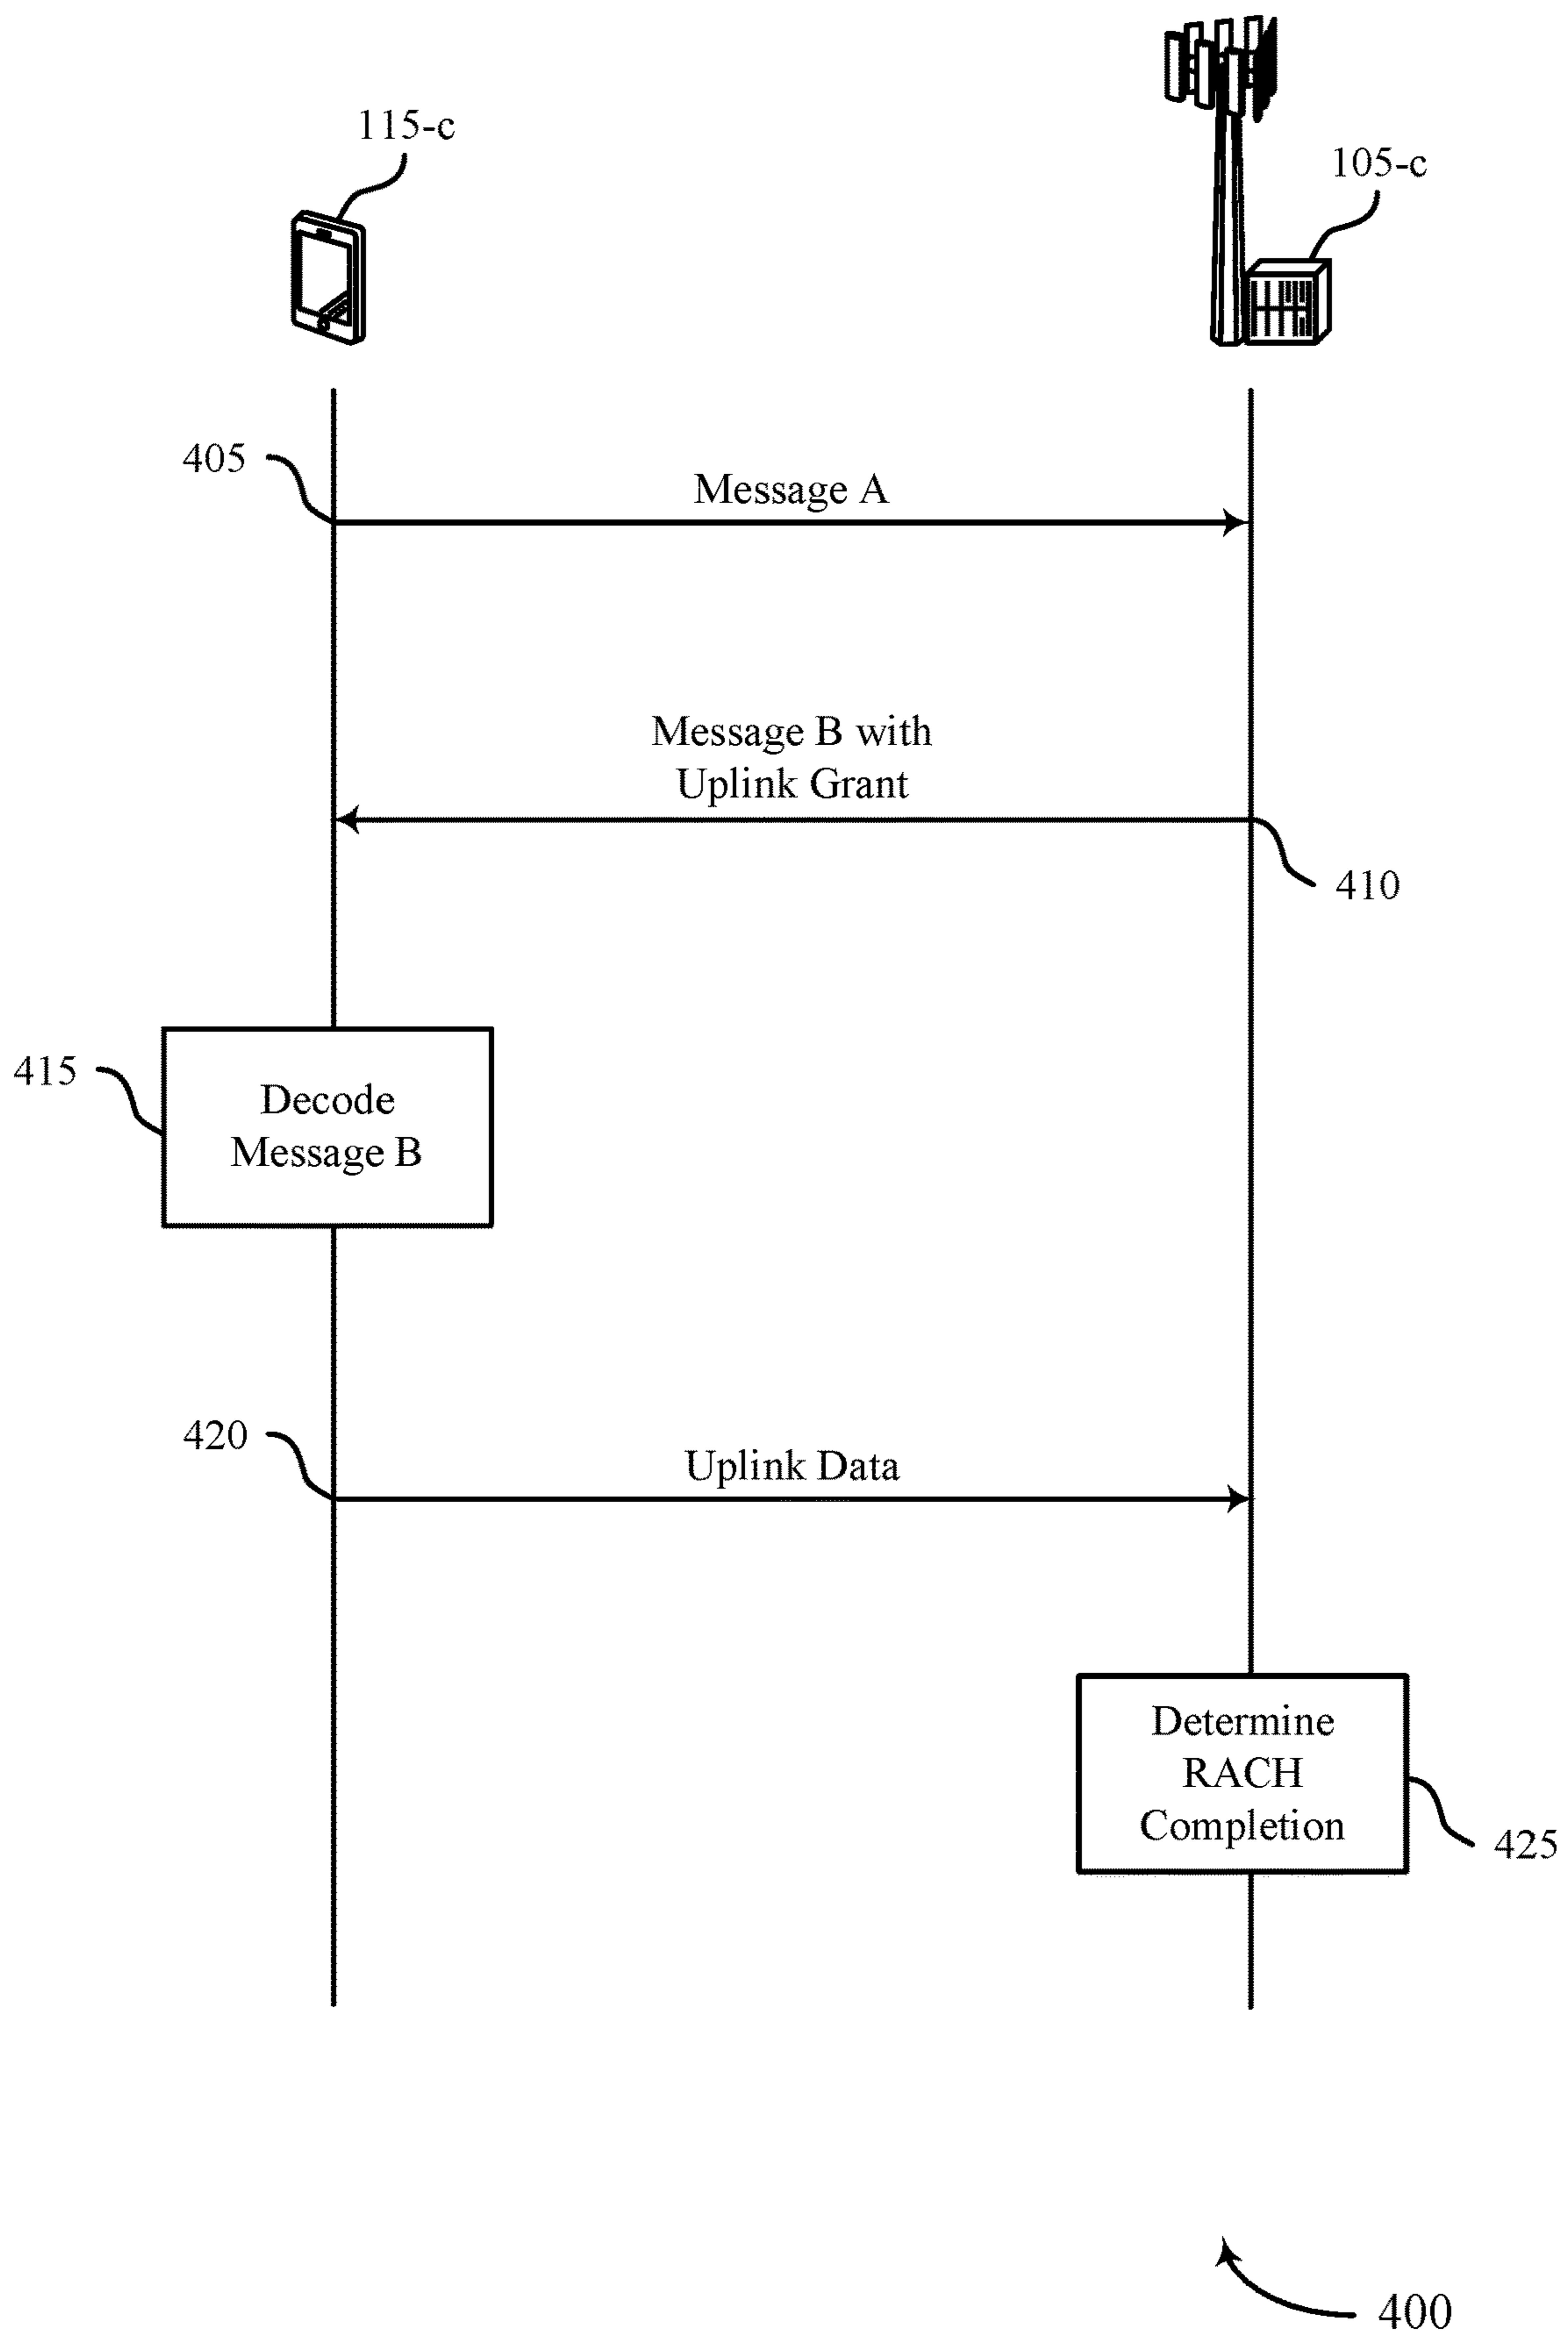 115-c
105-c
405
Message A
Message B with
Uplink Grant
410
415
Decode
Message B
420
Uplink Data
Determine
RACH
Completion
425
400